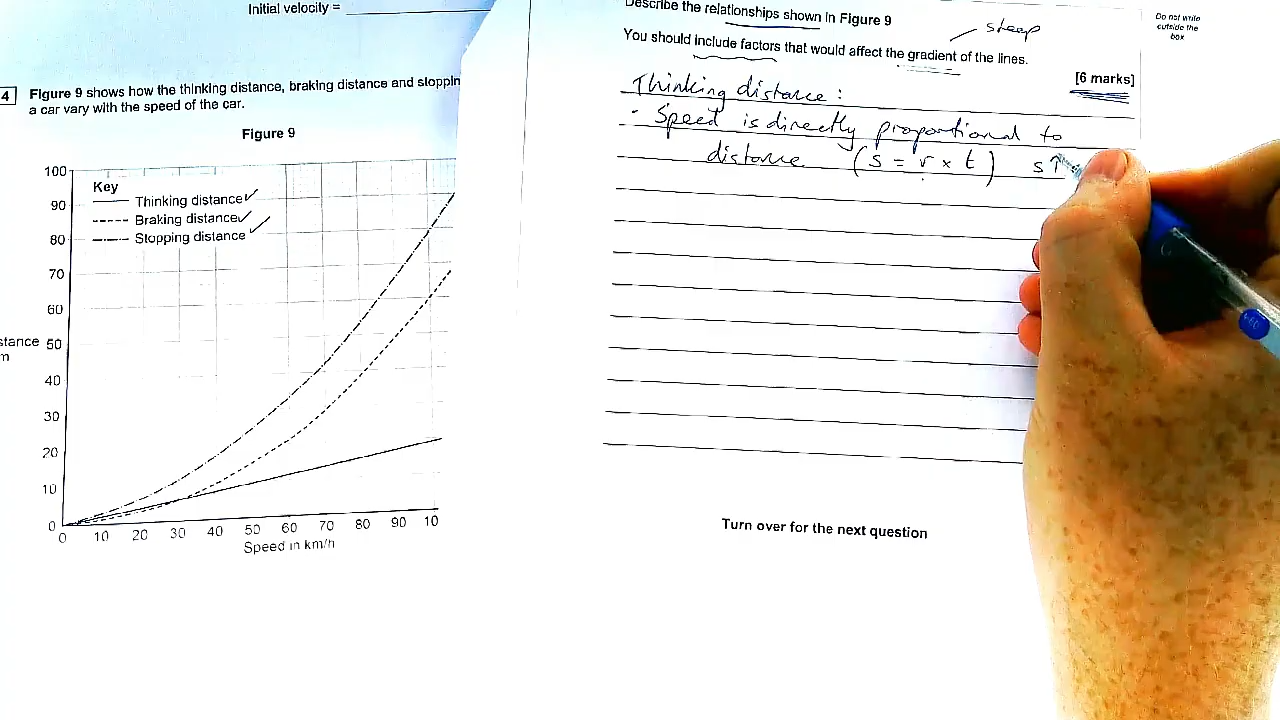 Initial velocity =
4 Figure 9 shows how the thinking distance, braking distance and stoppin
a car vary with the speed of the car.
Figure 9
100
90
80
70
60
50
40
30
20
10
0
Key
Thinking distance
Braking distance
Stopping distance
stance
m
0 10 20 30 40 50 60 70 80 90 10
Speed in km/h
Describe the relationships shown in Figure 9
steep
You should include factors that would affect the gradient of the lines.
[6 marks]
Do not write
outside the
box
Thinking distance :
· Speed is directly proportional to
distance (s = v × t) s↑
Turn over for the next question